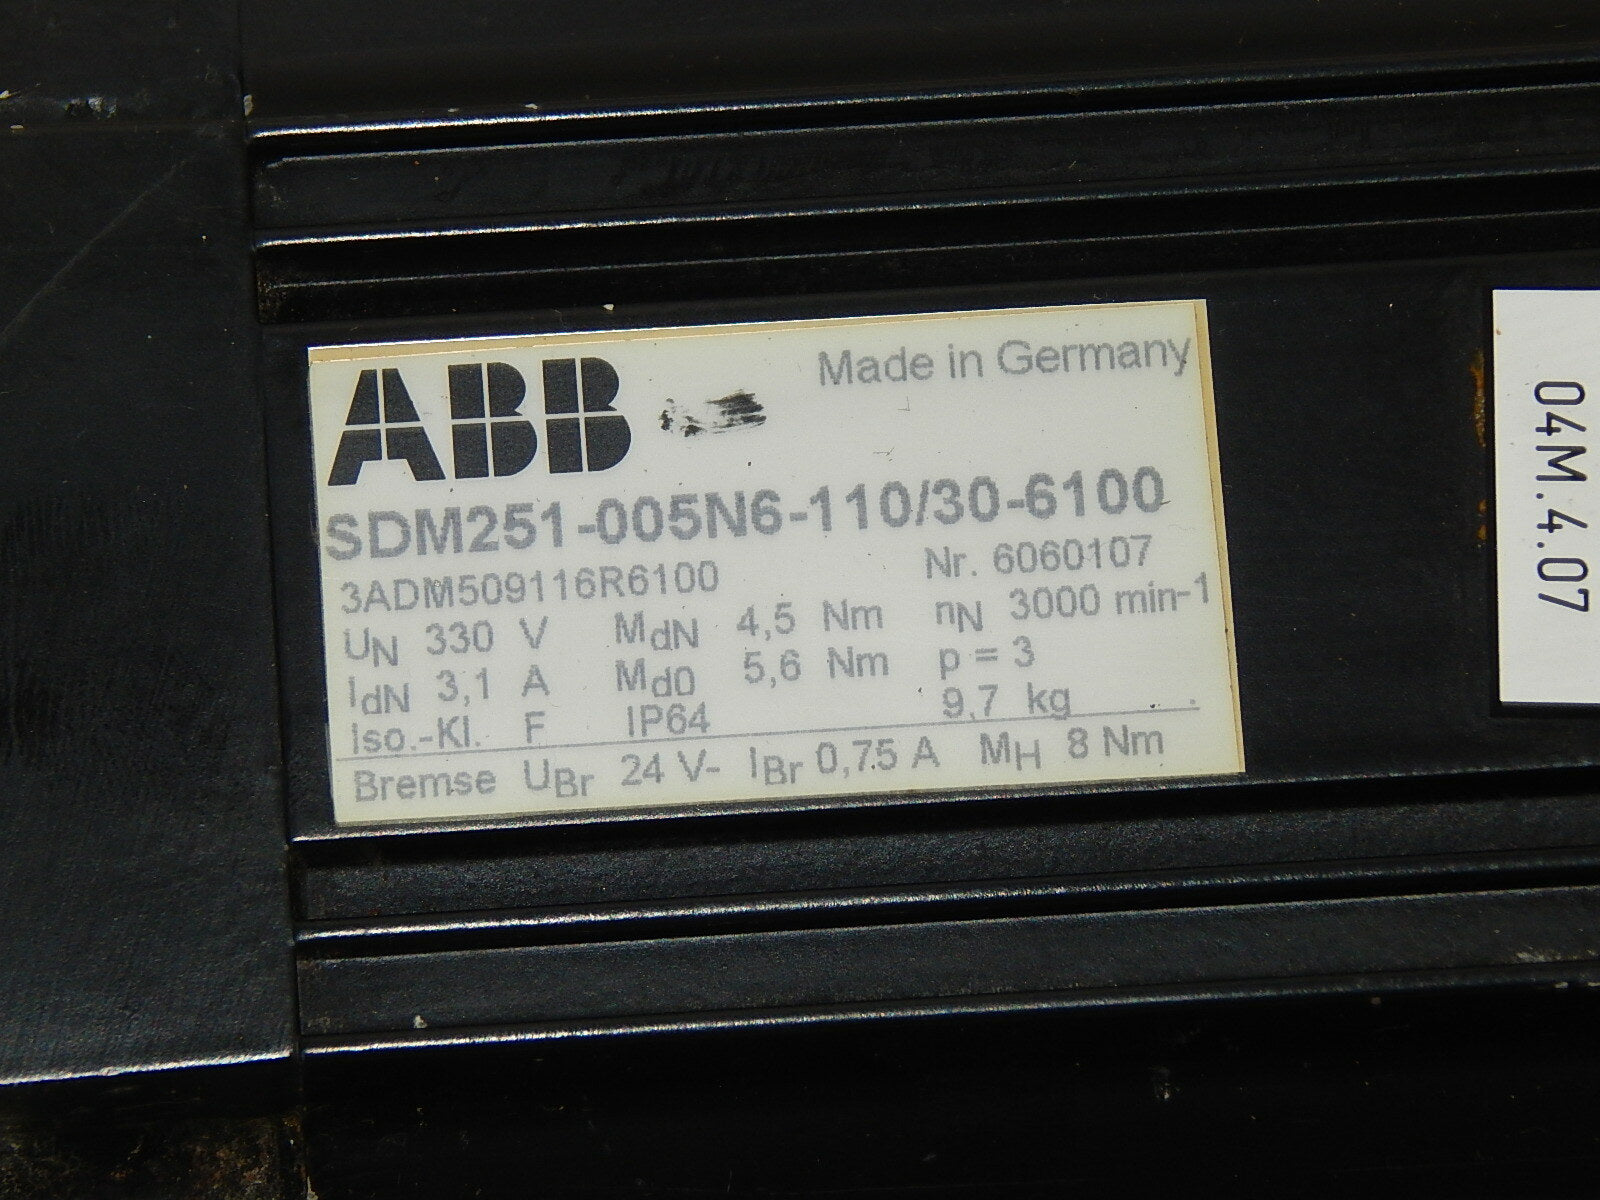 ABB Made in Germany
SDM251-005N6-110/30-6100
3ADM509116R6100 Nr. 6060107
UN 330 V MdN 4,5 Nm nN 3000 min-1
IdN 3,1 A Md0 5,6 Nm p = 3
Iso.-Kl. F IP64 9,7 kg
Bremse UBr 24 V- IBr 0,75 A MH 8 Nm
04M.4.07